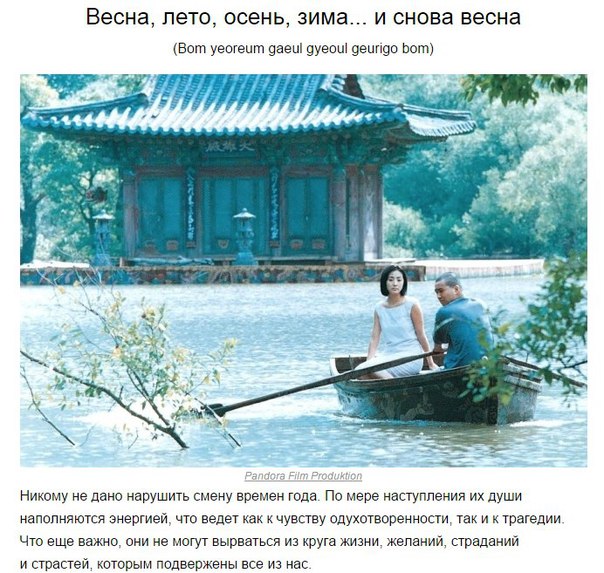 Весна, лето, осень, зима... и снова весна
(Bom yeoreum gaeul gyeoul geurigo bom)
Pandora Film Produktion
Никому не дано нарушить смену времен года. По мере наступления их души
наполняются энергией, что ведет как к чувству одухотворенности, так и к трагедии.
Что еще важно, они не могут вырваться из круга жизни, желаний, страданий
и страстей, которым подвержены все из нас.